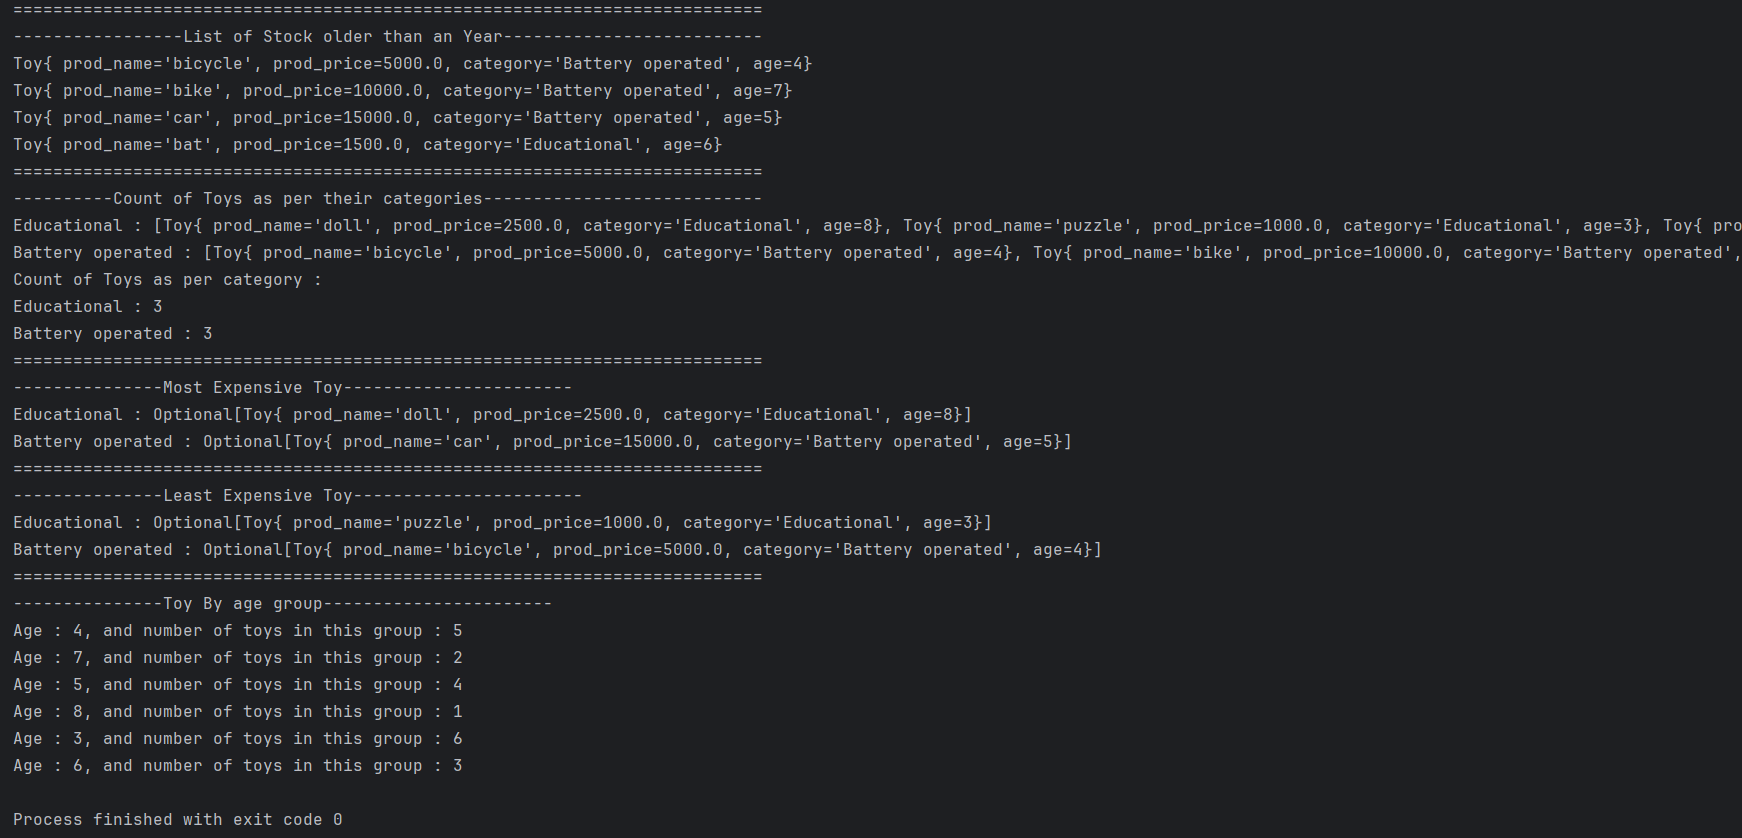 ===========================================================================
-----------------List of Stock older than an Year--------------------------
Toy{ prod_name='bicycle', prod_price=5000.0, category='Battery operated', age=4}
Toy{ prod_name='bike', prod_price=10000.0, category='Battery operated', age=7}
Toy{ prod_name='car', prod_price=15000.0, category='Battery operated', age=5}
Toy{ prod_name='bat', prod_price=1500.0, category='Educational', age=6}
===========================================================================
----------Count of Toys as per their categories----------------------------
Educational : [Toy{ prod_name='doll', prod_price=2500.0, category='Educational', age=8}, Toy{ prod_name='puzzle', prod_price=1000.0, category='Educational', age=3}, Toy{ pro
Battery operated : [Toy{ prod_name='bicycle', prod_price=5000.0, category='Battery operated', age=4}, Toy{ prod_name='bike', prod_price=10000.0, category='Battery operated',
Count of Toys as per category :
Educational : 3
Battery operated : 3
===========================================================================
---------------Most Expensive Toy-----------------------
Educational : Optional[Toy{ prod_name='doll', prod_price=2500.0, category='Educational', age=8}]
Battery operated : Optional[Toy{ prod_name='car', prod_price=15000.0, category='Battery operated', age=5}]
===========================================================================
---------------Least Expensive Toy-----------------------
Educational : Optional[Toy{ prod_name='puzzle', prod_price=1000.0, category='Educational', age=3}]
Battery operated : Optional[Toy{ prod_name='bicycle', prod_price=5000.0, category='Battery operated', age=4}]
===========================================================================
---------------Toy By age group-----------------------
Age : 4, and number of toys in this group : 5
Age : 7, and number of toys in this group : 2
Age : 5, and number of toys in this group : 4
Age : 8, and number of toys in this group : 1
Age : 3, and number of toys in this group : 6
Age : 6, and number of toys in this group : 3
Process finished with exit code 0